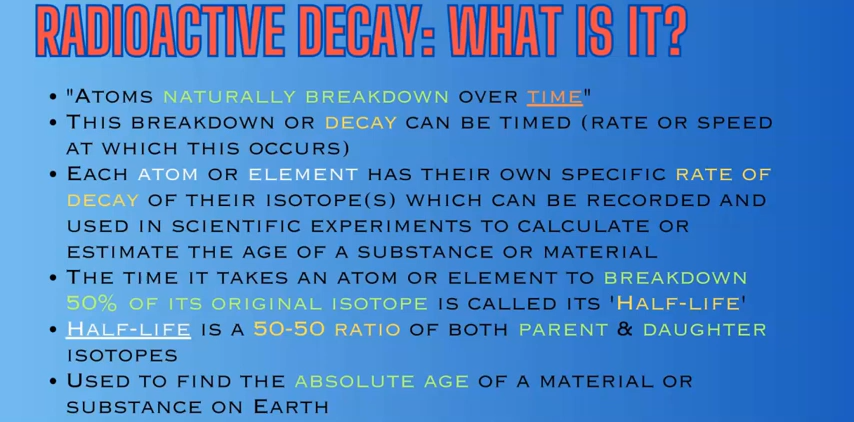 RADIOACTIVE DECAY: WHAT IS IT?
• "Atoms naturally breakdown over time"
• This breakdown or decay can be timed (rate or speed
at which this occurs)
• Each atom or element has their own specific rate of
decay of their isotope(s) which can be recorded and
used in scientific experiments to calculate or
estimate the age of a substance or material
• The time it takes an atom or element to breakdown
50% of its original isotope is called its 'Half-life'
• Half-life is a 50-50 ratio of both parent & daughter
isotopes
• Used to find the absolute age of a material or
substance on Earth